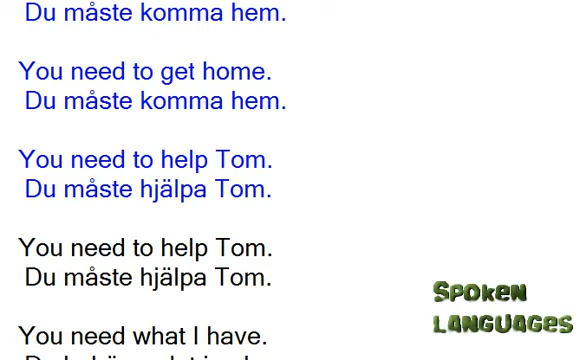 Du måste komma hem.
You need to get home.
Du måste komma hem.
You need to help Tom.
Du måste hjälpa Tom.
You need to help Tom.
Du måste hjälpa Tom.
You need what I have.
Spoken
Languages